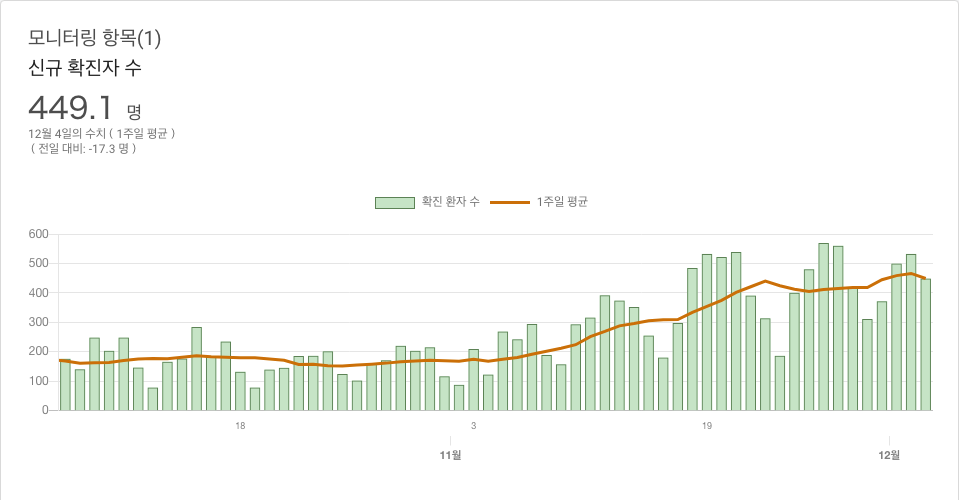 모니터링 항목(1)
신규 확진자 수
449.1 명
12월 4일의 수치 ( 1주일 평균 )
( 전일 대비: -17.3 명 )
확진 환자 수 1주일 평균
600
500
400
300
200
100
0
18 3 19
11월 12월